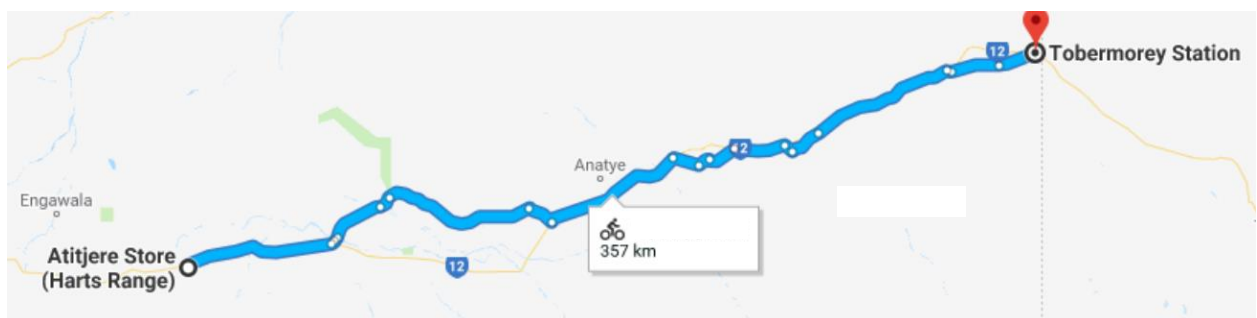 12
Tobermorey Station
12
Anatye
Engawala
357 km
Atitjere Store
(Harts Range)
12